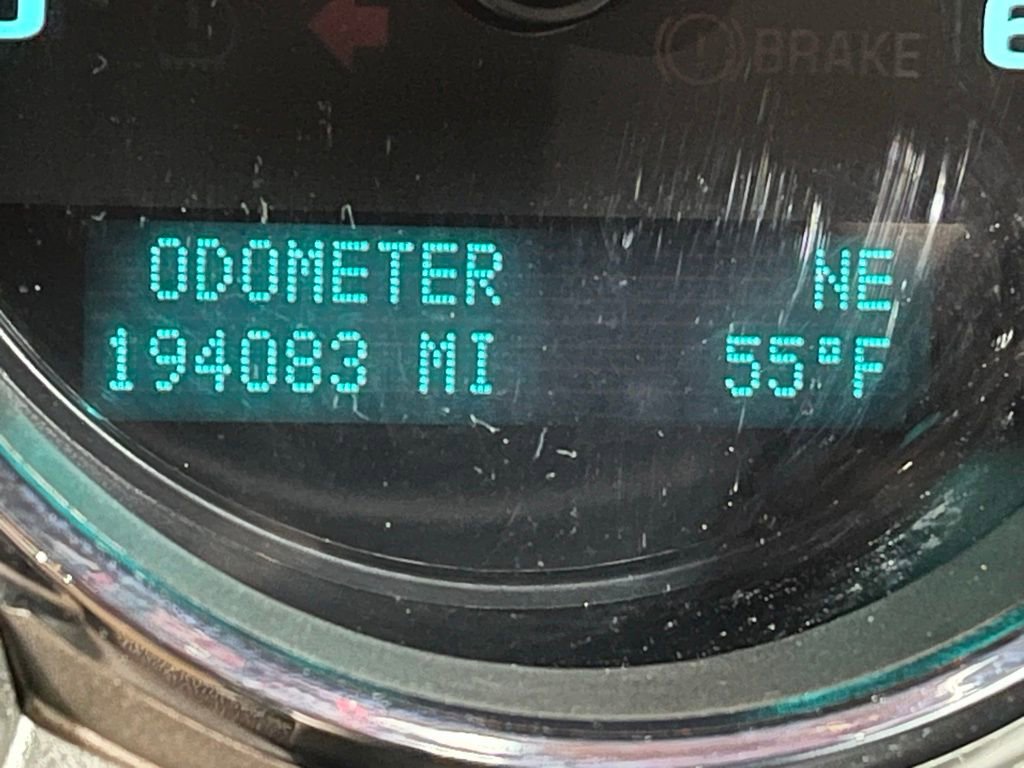 BRAKE
ODOMETER NE
194083 MI 55°F